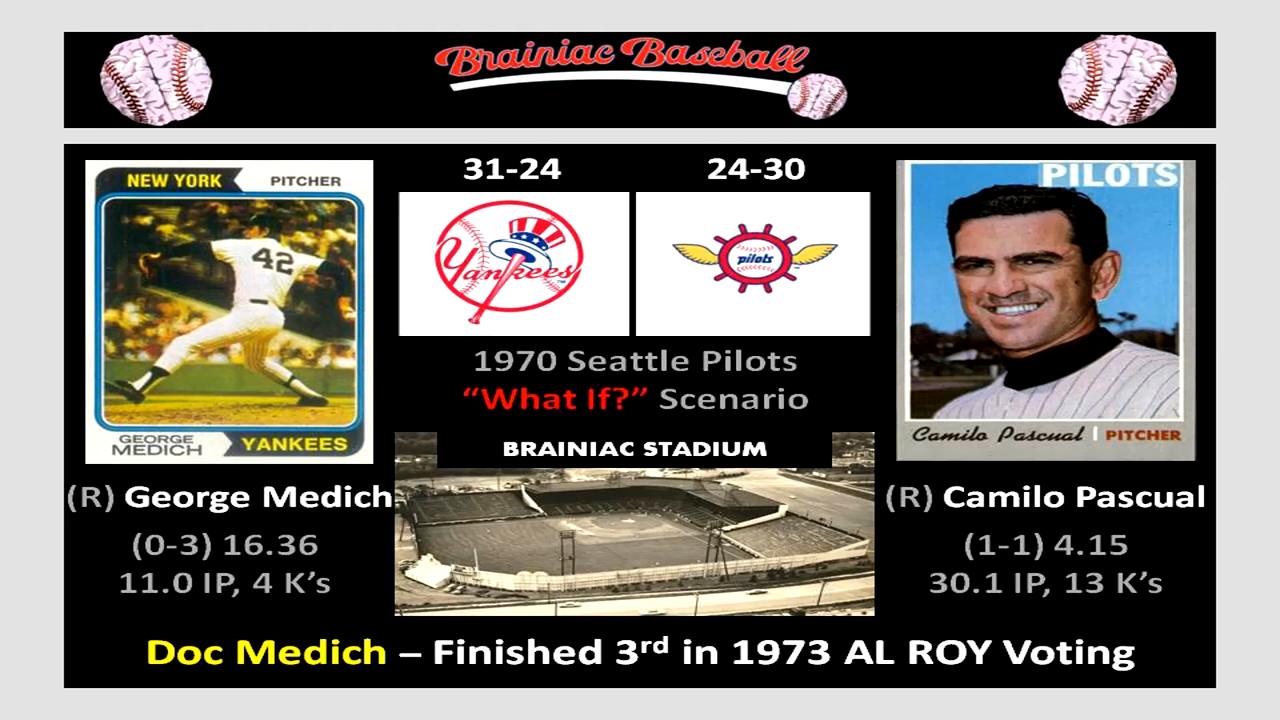 Brainiac Baseball
31-24
24-30
NEW YORK
PITCHER
42
GEORGE
MEDICH
YANKEES
Yankees
pilots
PILOTS
Camilo Pascual | PITCHER
1970 Seattle Pilots
“What If?” Scenario
BRAINIAC STADIUM
(R) George Medich
(0-3) 16.36
11.0 IP, 4 K’s
(R) Camilo Pascual
(1-1) 4.15
30.1 IP, 13 K’s
Doc Medich – Finished 3rd in 1973 AL ROY Voting